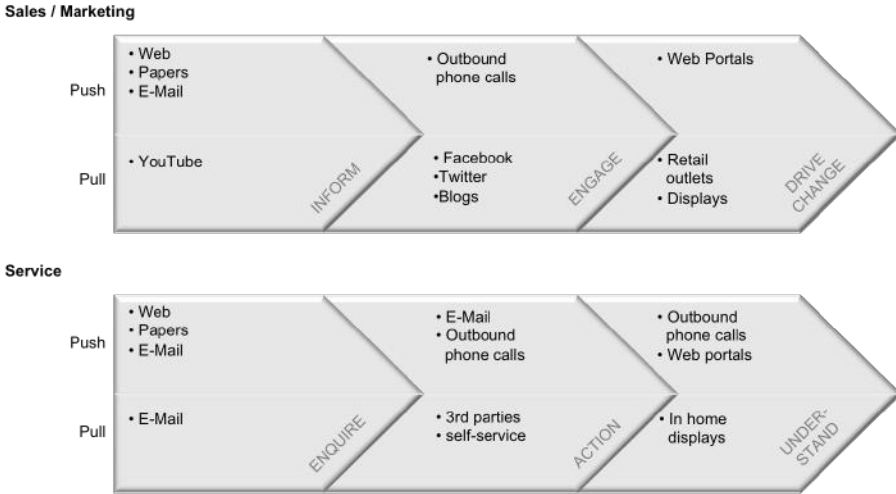 Sales / Marketing
Push
• Web
• Papers
• E-Mail
• Outbound
phone calls
• Web Portals
Pull
• YouTube
INFORM
• Facebook
•Twitter
•Blogs
ENGAGE
• Retail
outlets
• Displays
DRIVE
CHANGE
Service
Push
• Web
• Papers
• E-Mail
• E-Mail
• Outbound
phone calls
• Outbound
phone calls
• Web portals
Pull
• E-Mail
ENQUIRE
• 3rd parties
• self-service
ACTION
• In home
displays
UNDER-
STAND